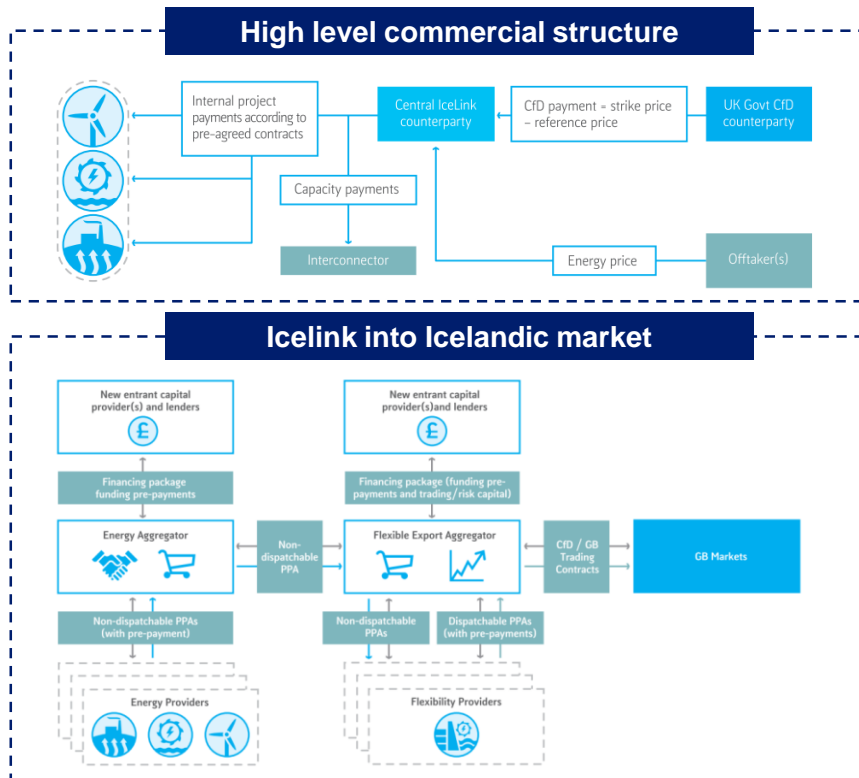 High level commercial structure
Internal project
payments according to
pre-agreed contracts
Central IceLink
counterparty
CfD payment = strike price
– reference price
UK Govt CfD
counterparty
Capacity payments
Interconnector
Energy price
Offtaker(s)
Icelink into Icelandic market
New entrant capital
provider(s) and lenders
£
New entrant capital
provider(s)and lenders
£
Financing package
funding pre-payments
Financing package (funding pre-
payments and trading/risk capital)
Energy Aggregator
Non-
dispatchable
PPA
Flexible Export Aggregator
CfD / GB
Trading
Contracts
GB Markets
Non-dispatchable PPAs
(with pre-payment)
Non-dispatchable
PPAs
Dispatchable PPAs
(with pre-payments)
Energy Providers
Flexibility Providers